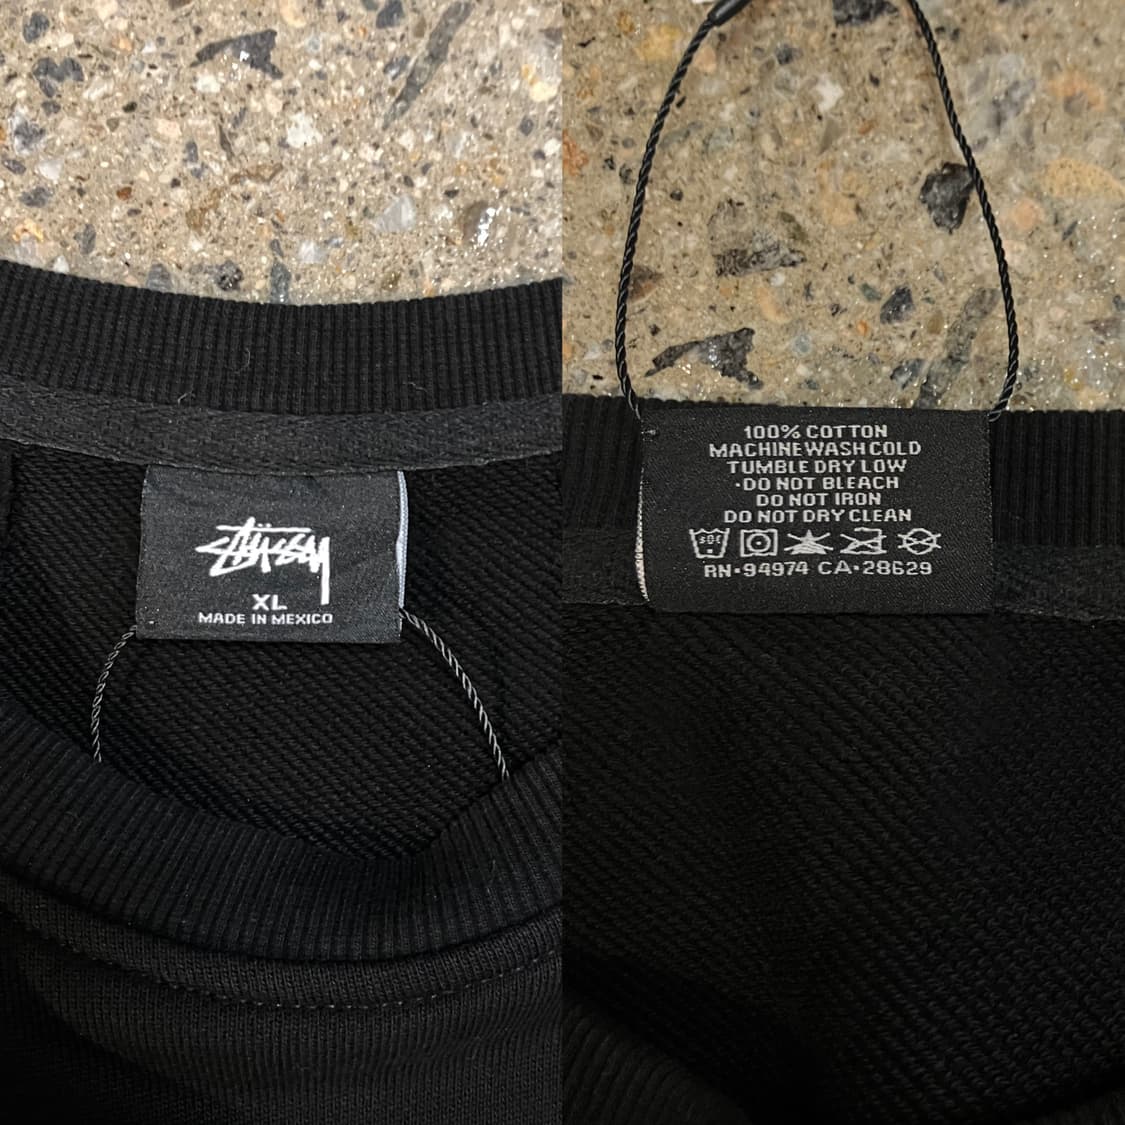 STÜSSY
XL
MADE IN MEXICO
100% COTTON
MACHINE WASH COLD
TUMBLE DRY LOW
·DO NOT BLEACH
DO NOT IRON
DO NOT DRY CLEAN
30C
RN·94974 CA·28629